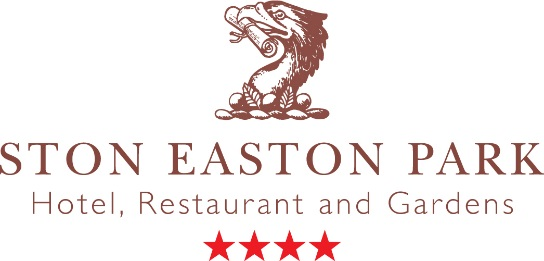 STON EASTON PARK
Hotel, Restaurant and Gardens